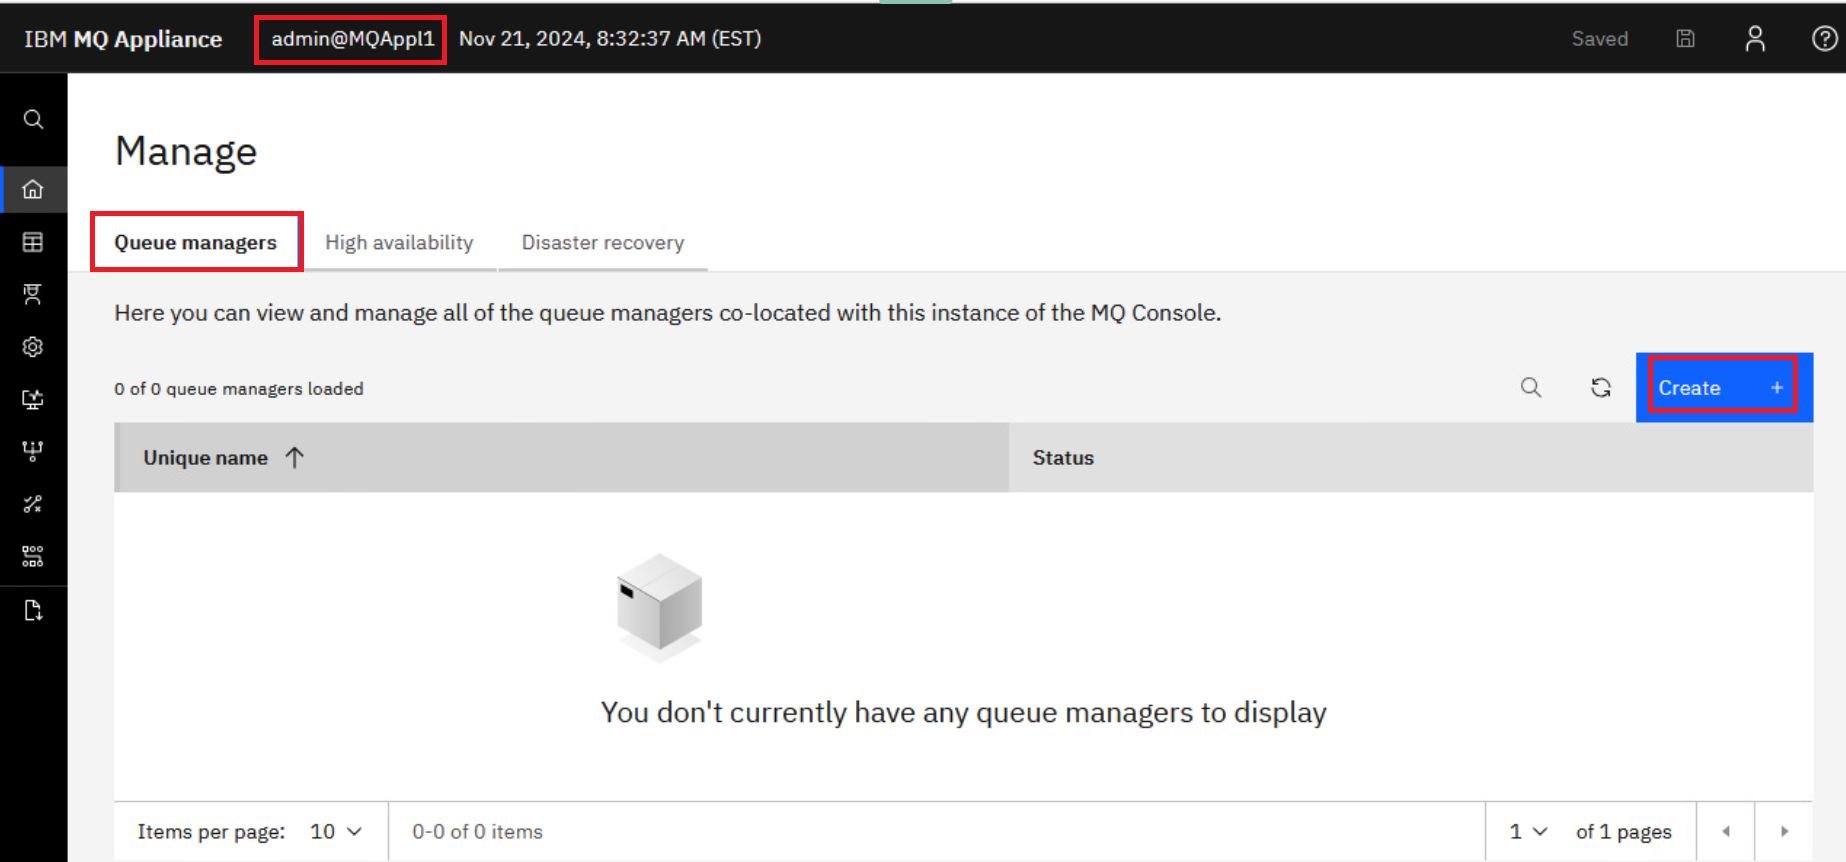 IBM MQ Appliance admin@MQAppl1 Nov 21, 2024, 8:32:37 AM (EST) Saved
Manage
Queue managers High availability Disaster recovery
Here you can view and manage all of the queue managers co-located with this instance of the MQ Console.
0 of 0 queue managers loaded Create +
Unique name Status
You don't currently have any queue managers to display
Items per page: 10 0-0 of 0 items 1 of 1 pages